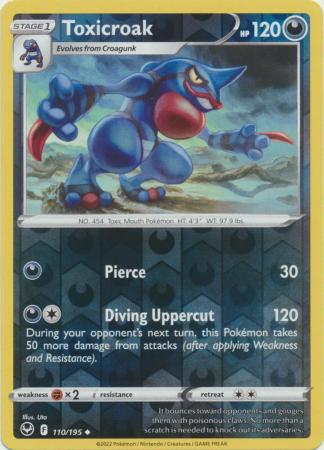 STAGE 1 Toxicroak HP 120
Evolves from Croagunk
NO. 454 Toxic Mouth Pokémon HT: 4'3" WT: 97.9 lbs.
Pierce 30
Diving Uppercut 120
During your opponent's next turn, this Pokémon takes
50 more damage from attacks (after applying Weakness
and Resistance).
weakness ×2 resistance retreat
Illus. Uta
F 110/195
It bounces toward opponents and gouges
them with poisonous claws. No more than a
scratch is needed to knock out its adversaries.
©2022 Pokémon / Nintendo / Creatures / GAME FREAK